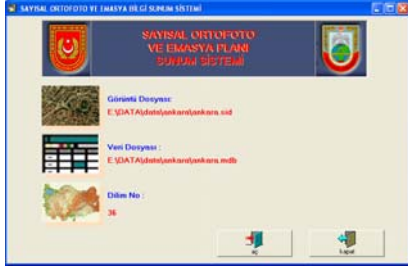 SAYISAL ORTOFOTO VE EMASYA BİLGİ SUNUM SİSTEMİ
SAYISAL ORTOFOTO
VE EMASYA PLANI
SUNUM SİSTEMİ
Görüntü Dosyası:
E:\DATA\data\ankara\ankara.sid
Veri Dosyası :
E:\DATA\data\ankara\ankara.mdb
Dilim No :
36
aç
kapat